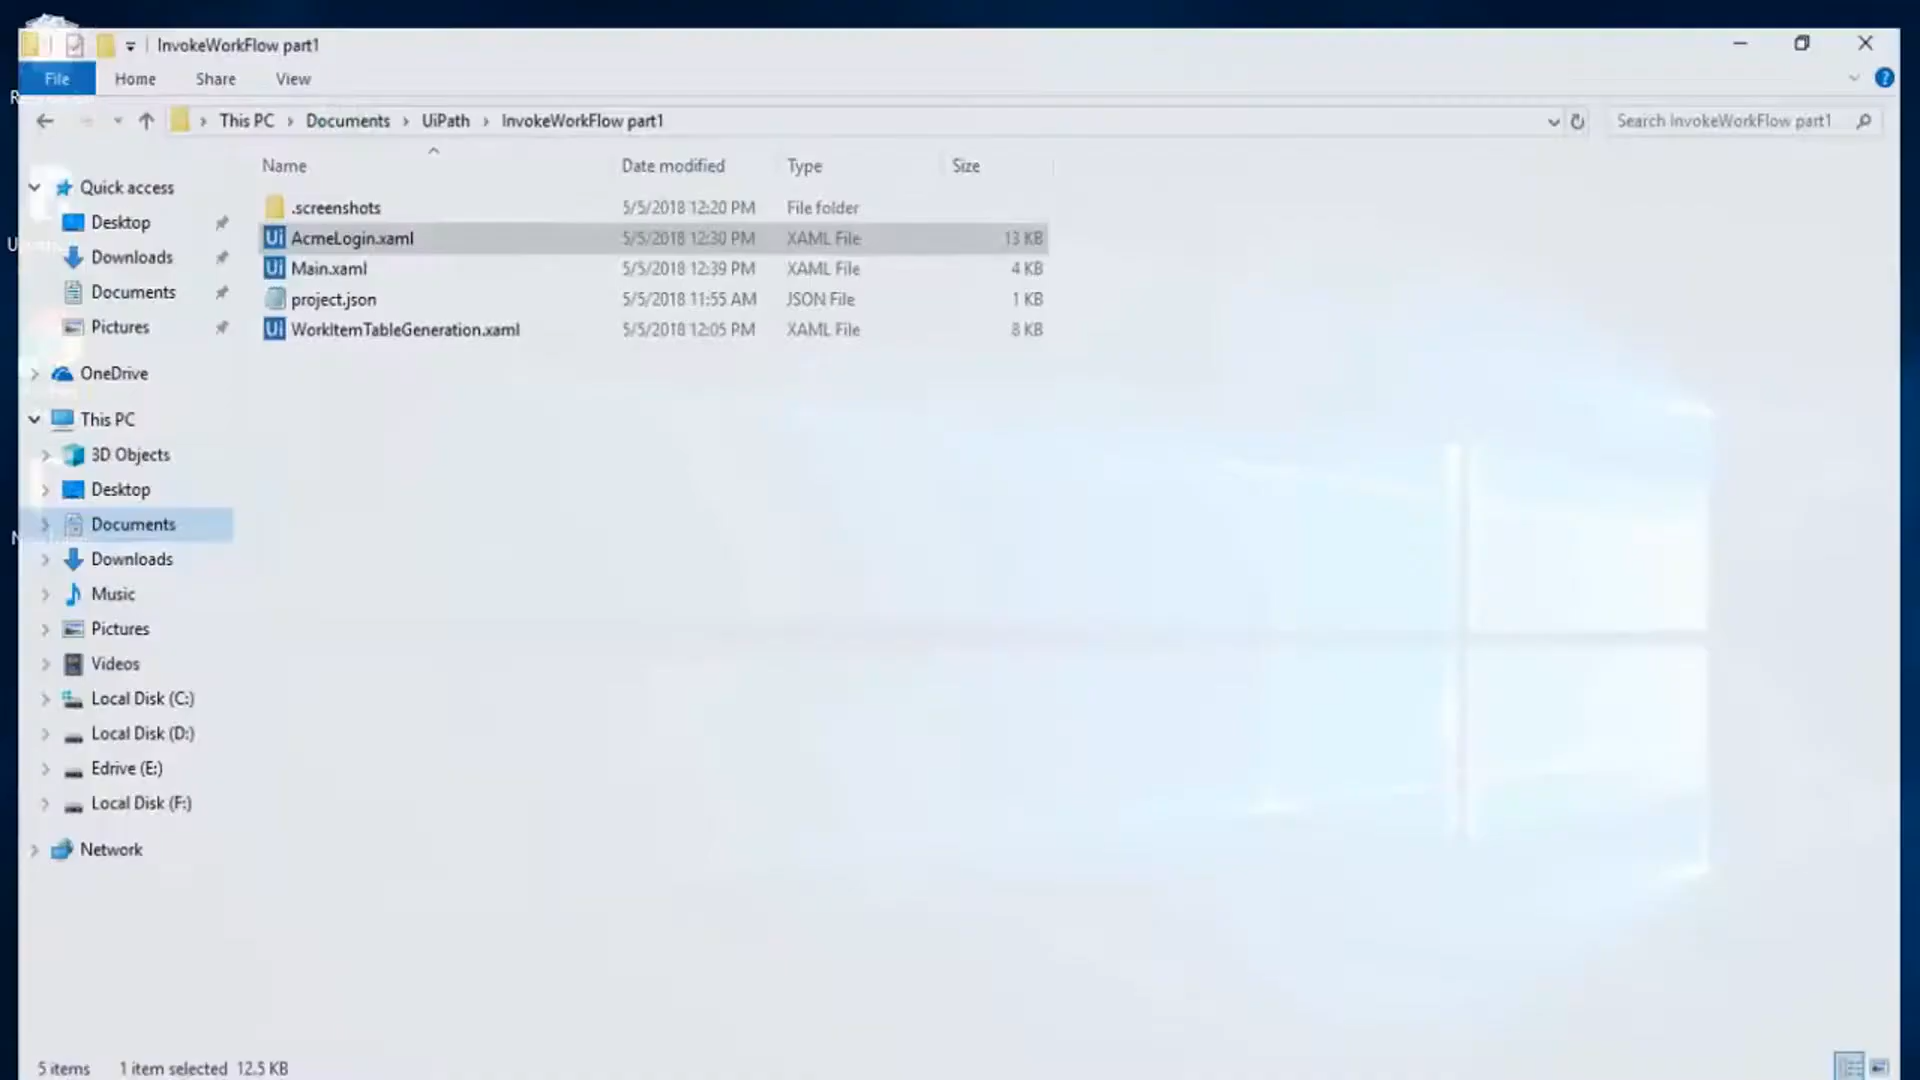 InvokeWorkFlow part1
File Home Share View
This PC Documents UiPath InvokeWorkFlow part1 Search InvokeWorkFlow part1
Name Date modified Type Size
.screenshots 5/5/2018 12:20 PM File folder
AcmeLogin.xaml 5/5/2018 12:30 PM XAML File 13 KB
Main.xaml 5/5/2018 12:39 PM XAML File 4 KB
project.json 5/5/2018 11:55 AM JSON File 1 KB
WorkItemTableGeneration.xaml 5/5/2018 12:05 PM XAML File 8 KB
Quick access
Desktop
Downloads
Documents
Pictures
OneDrive
This PC
3D Objects
Desktop
Documents
Downloads
Music
Pictures
Videos
Local Disk (C:)
Local Disk (D:)
Edrive (E:)
Local Disk (F:)
Network
5 items 1 item selected 12.5 KB